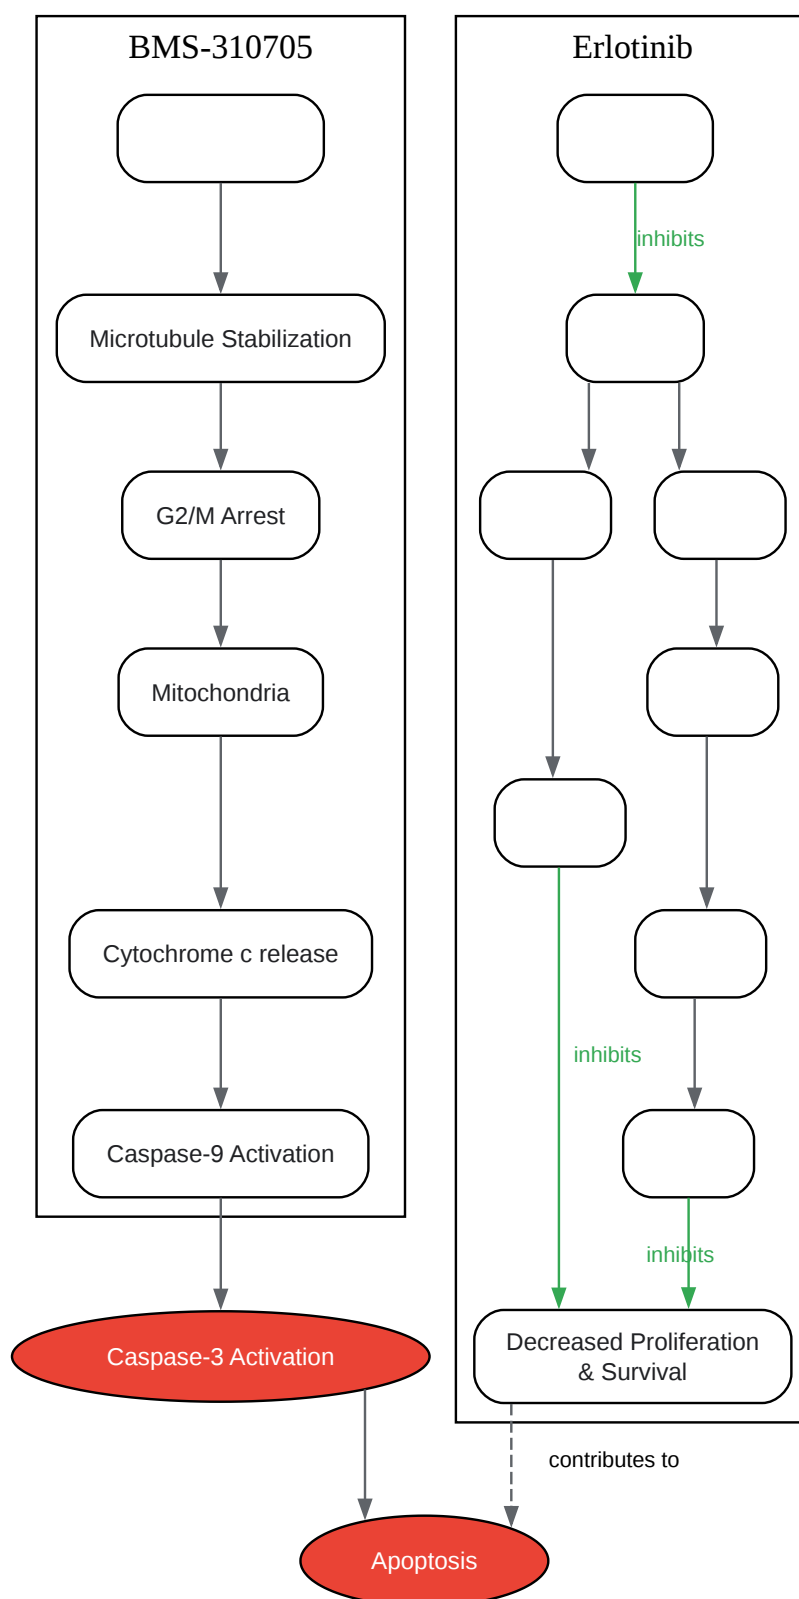 BMS-310705
Microtubule Stabilization
G2/M Arrest
Mitochondria
Cytochrome c release
Caspase-9 Activation
Caspase-3 Activation
Erlotinib
inhibits
inhibits
inhibits
Decreased Proliferation
& Survival
contributes to
Apoptosis